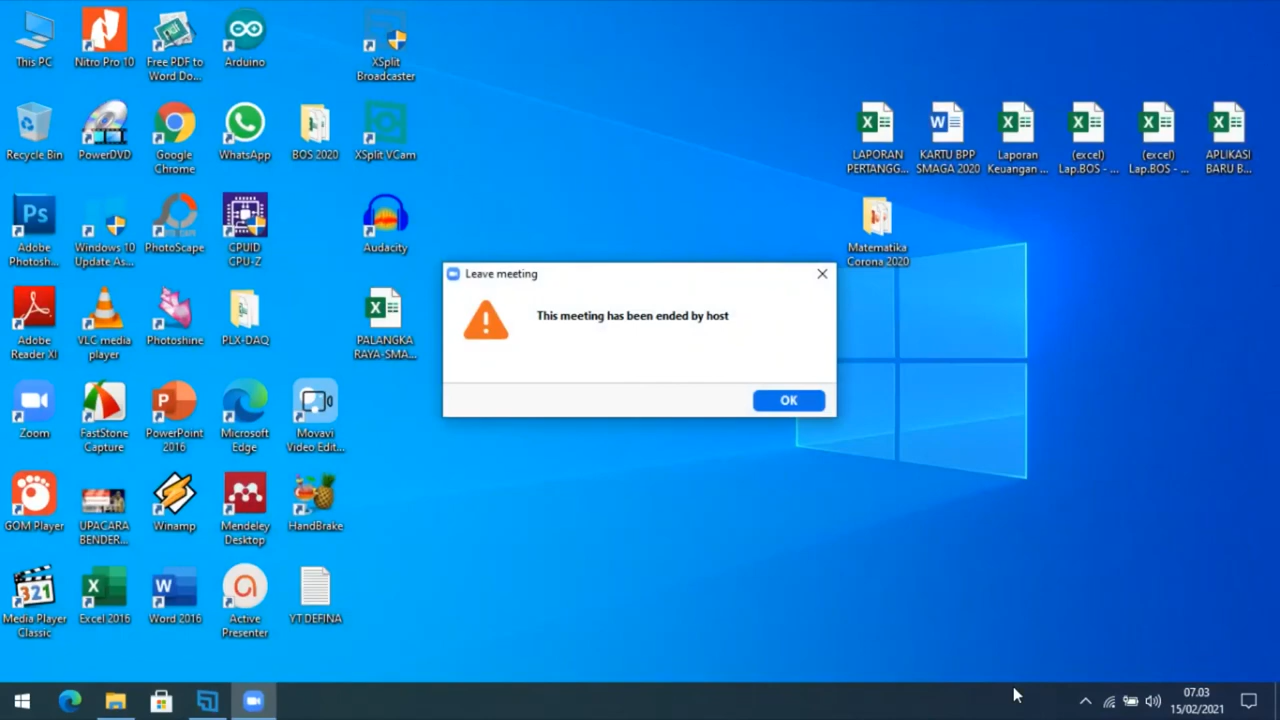 This PC
Nitro Pro 10
Free PDF to
Word Do...
Arduino
XSplit
Broadcaster
Recycle Bin
PowerDVD
Google
Chrome
WhatsApp
BOS 2020
XSplit VCam
LAPORAN
PERTANGG...
KARTU BPP
SMAGA 2020
Laporan
Keuangan ...
(excel)
Lap.BOS - ...
(excel)
Lap.BOS - ...
APLIKASI
BARU B...
Adobe
Photosh...
Windows 10
Update As...
PhotoScape
CPUID
CPU-Z
Audacity
Matematika
Corona 2020
Leave meeting
This meeting has been ended by host
OK
Adobe
Reader XI
VLC media
player
Photoshine
PLX-DAQ
PALANGKA
RAYA-SMA...
Zoom
FastStone
Capture
PowerPoint
2016
Microsoft
Edge
Movavi
Video Edit...
GOM Player
UPACARA
BENDER...
Winamp
Mendeley
Desktop
HandBrake
321
Media Player
Classic
Excel 2016
Word 2016
Active
Presenter
YT DEFINA
07.03
15/02/2021